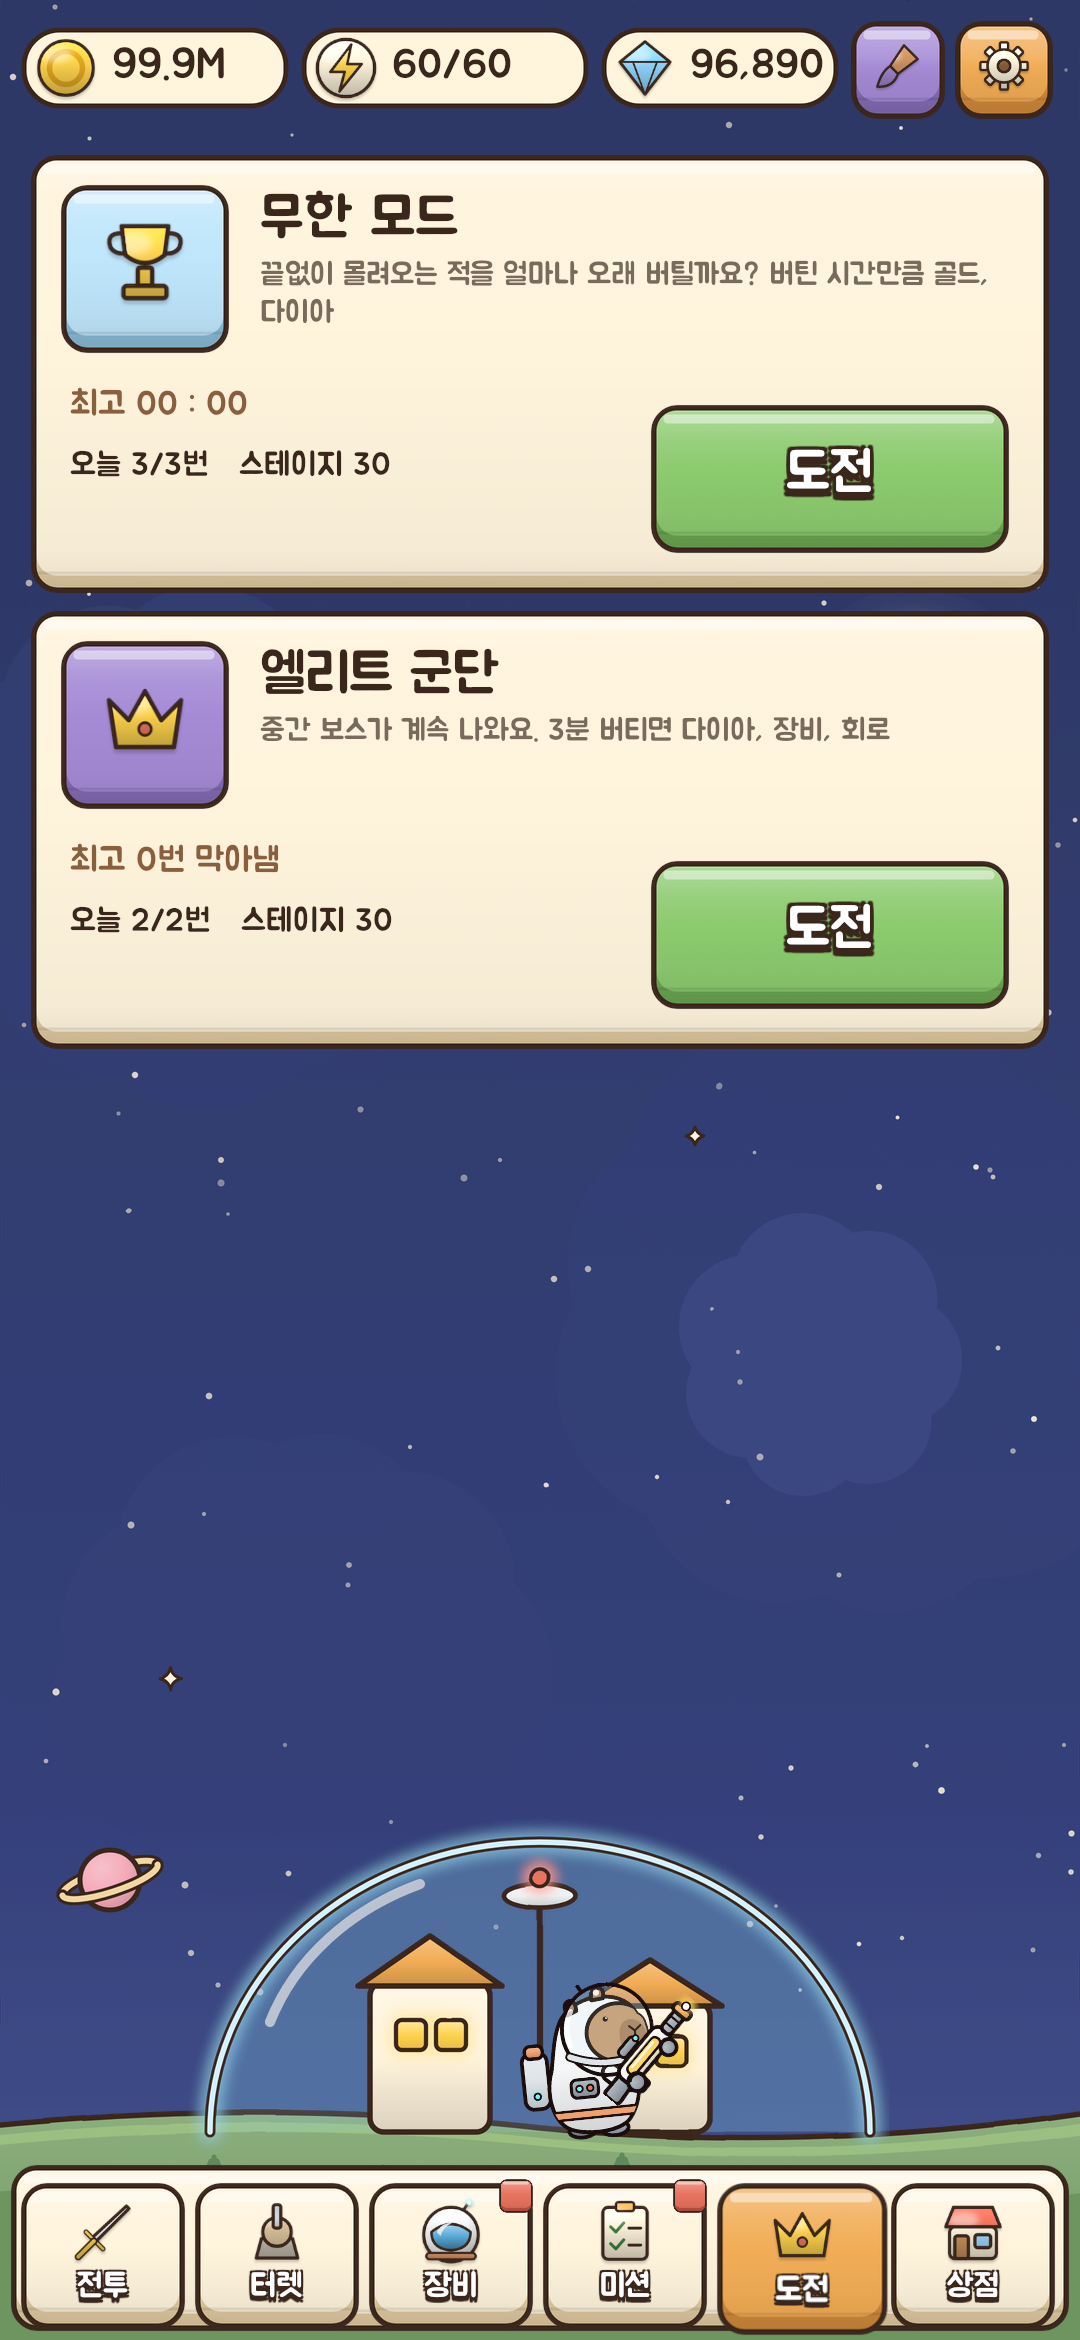 99.9M
60/60
96,890
무한 모드
끝없이 몰려오는 적을 얼마나 오래 버틸까요? 버틴 시간만큼 골드,
다이아
최고 00 : 00
오늘 3/3번 스테이지 30
도전
엘리트 군단
중간 보스가 계속 나와요. 3분 버티면 다이아, 장비, 회로
최고 0번 막아냄
오늘 2/2번 스테이지 30
도전
전투
터렛
장비
미션
도전
상점